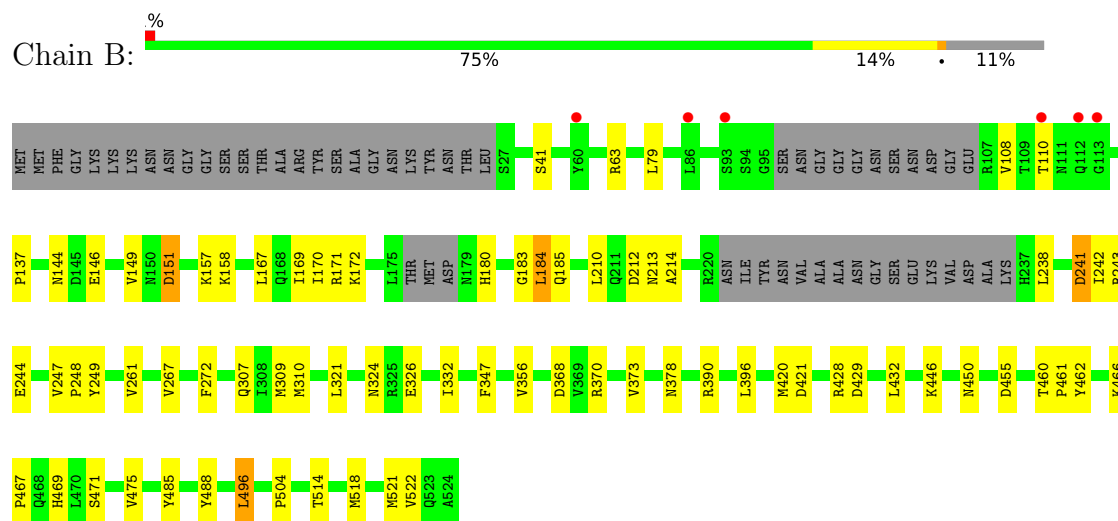 .%
Chain B:
75% 14% • 11%
MET MET PHE GLY LYS LYS LYS ASN ASN GLY GLY SER SER THR ALA ARG TYR SER ALA GLY ASN LYS TYR ASN THR LEU S27 S41 Y60 R63 L79 L86 S93 S94 G95 SER ASN GLY GLY GLY ASN SER ASN ASP GLY GLU R107 V108 T109 T110 N111 Q112 G113
P137 N144 D145 E146 V149 N150 D151 K157 K158 L167 Q168 I169 I170 R171 K172 L175 THR MET ASP N179 H180 G183 L184 Q185 L210 Q211 D212 N213 A214 R220 ASN ILE TYR ASN VAL ALA ALA ASN GLY SER GLU LYS VAL ASP ALA LYS H237 L238 D241 I242
E244 V247 P248 Y249 V261 V267 F272 Q307 I308 M309 M310 L321 N324 R325 E326 I332 F347 V356 D368 V369 R370 V373 N378 R390 L396 M420 D421 R428 D429 L432 K446 N450 D455 T460 P461 Y462 K466
P467 Q468 H469 L470 S471 V475 Y485 Y488 L496 P504 T514 M518 M521 V522 Q523 A524